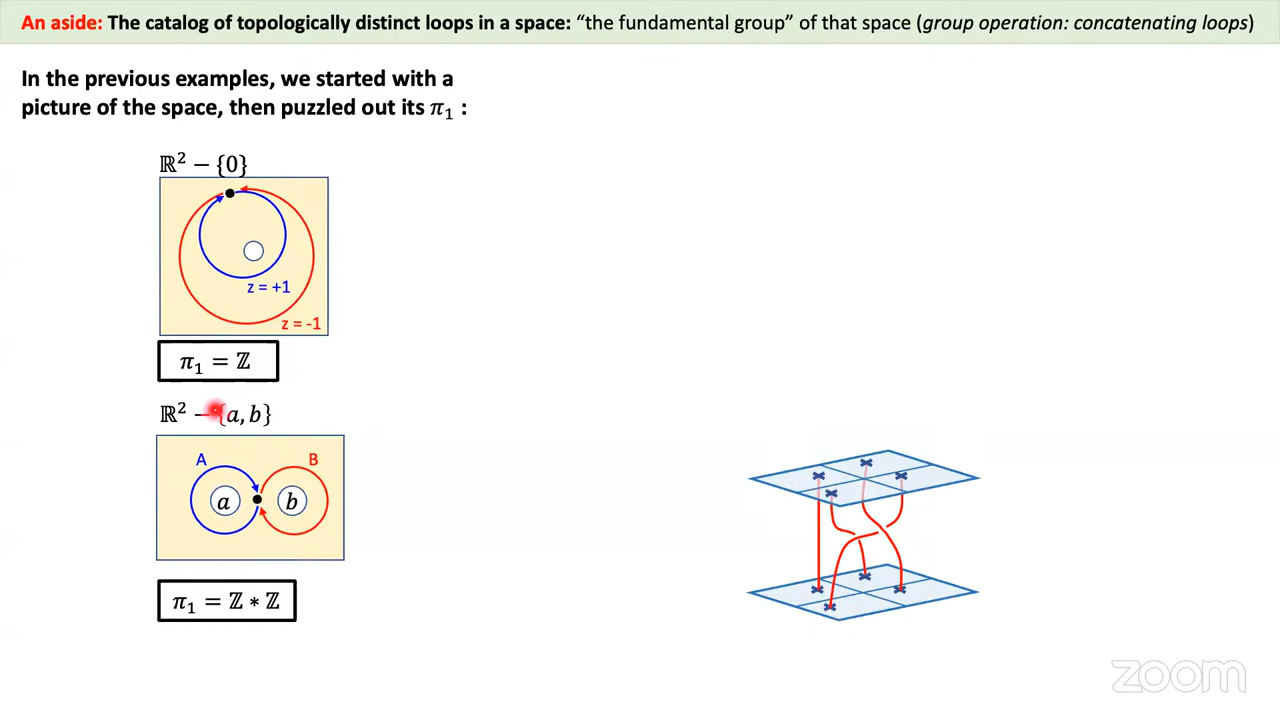 An aside: The catalog of topologically distinct loops in a space: “the fundamental group” of that space (group operation: concatenating loops)
In the previous examples, we started with a
picture of the space, then puzzled out its π₁ :
ℝ² − {0}
z = +1
z = -1
π₁ = ℤ
ℝ² − {a, b}
A B
a b
π₁ = ℤ ∗ ℤ
zoom